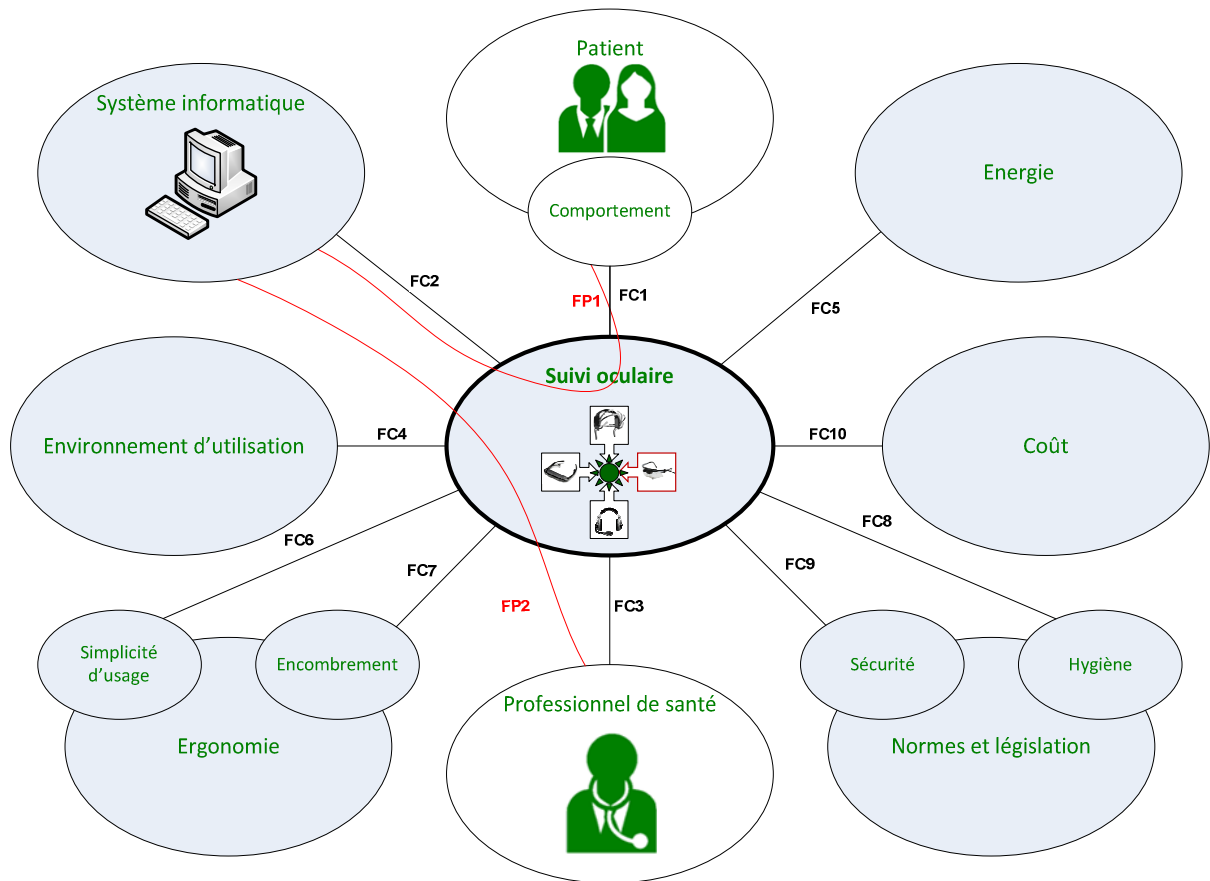 Patient
Système informatique
Energie
Comportement
FC2
FP1
FC1
FC5
Suivi oculaire
Environnement d’utilisation
FC4
FC10
Coût
FC6
FC7
FC8
FC9
FP2
FC3
Simplicité
d’usage
Encombrement
Sécurité
Hygiène
Professionnel de santé
Ergonomie
Normes et législation